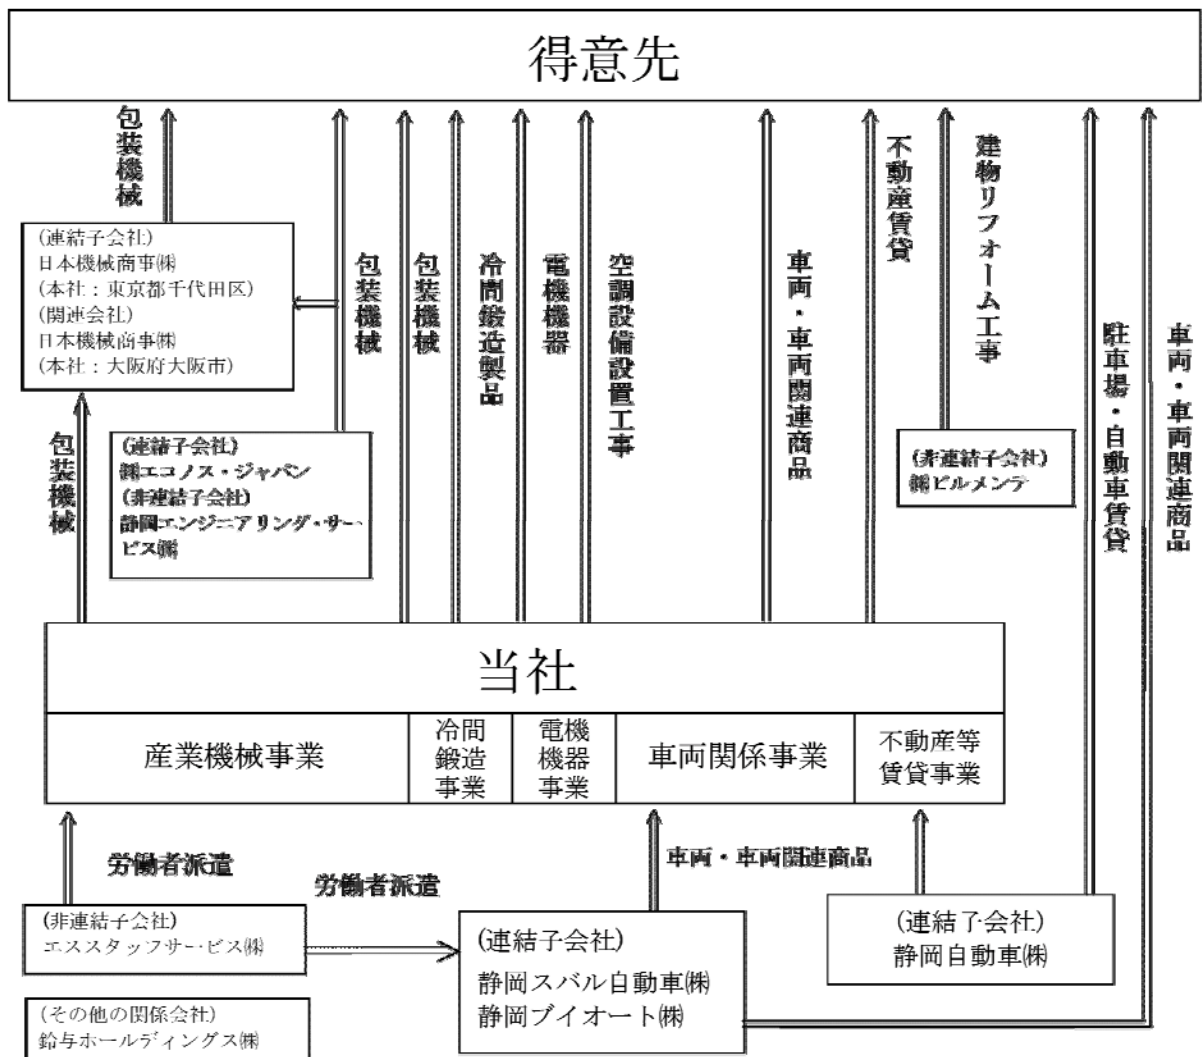 得意先
包装機械
(連結子会社)
日本機械商事㈱
(本社：東京都千代田区)
(関連会社)
日本機械商事㈱
(本社：大阪府大阪市)
包装機械
包装機械
冷間鍛造製品
電機機器
空調設備設置工事
車両・車両関連商品
不動産賃貸
建物リフォーム工事
駐車場・自動車賃貸
車両・車両関連商品
包装機械
(連結子会社)
㈱エコノス・ジャパン
(非連結子会社)
静岡エンジニアリング・サー
ビス㈱
(非連結子会社)
㈱ビルメンテ
当社
産業機械事業
冷間
鍛造
事業
電機
機器
事業
車両関係事業
不動産等
賃貸事業
労働者派遣
労働者派遣
車両・車両関連商品
(非連結子会社)
エススタッフサービス㈱
(連結子会社)
静岡スバル自動車㈱
静岡ブイオート㈱
(連結子会社)
静岡自動車㈱
(その他の関係会社)
鈴与ホールディングス㈱